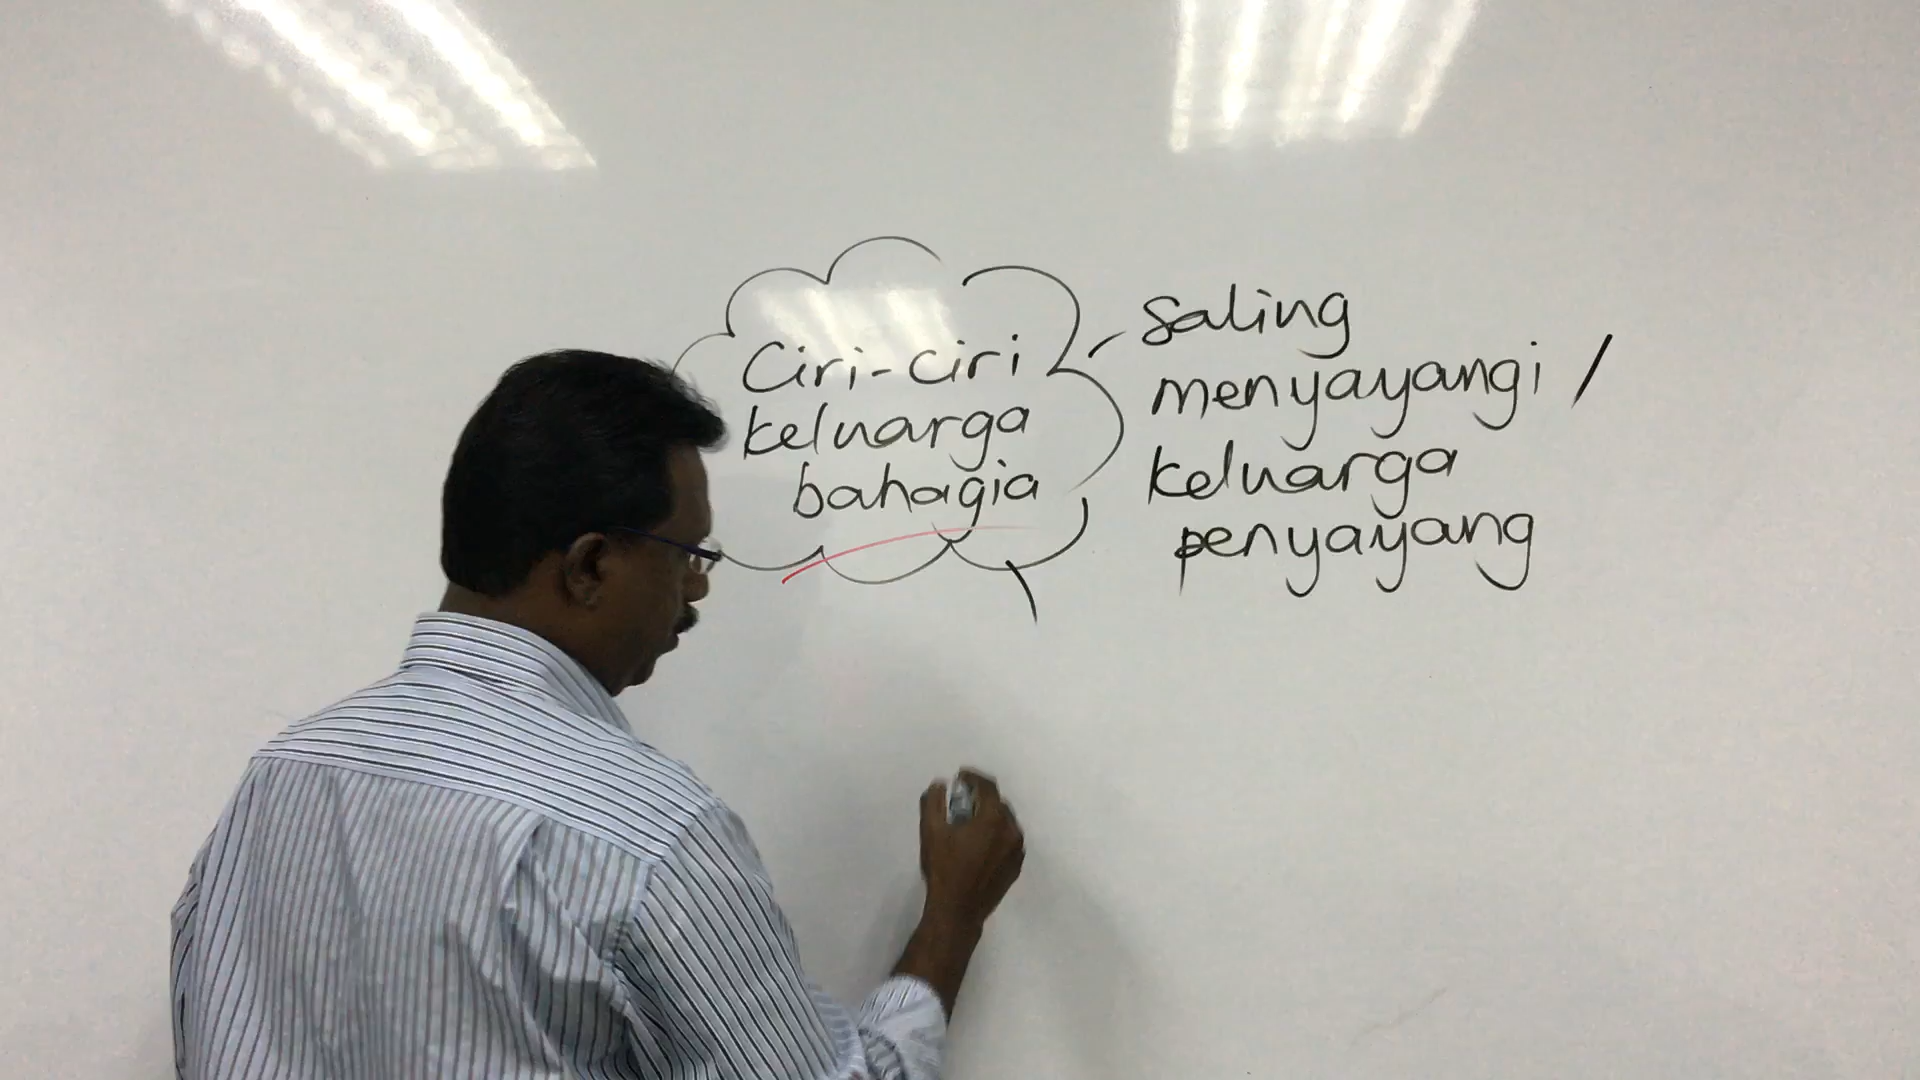 Ciri-ciri
keluarga
bahagia
saling
menyayangi /
keluarga
penyayang